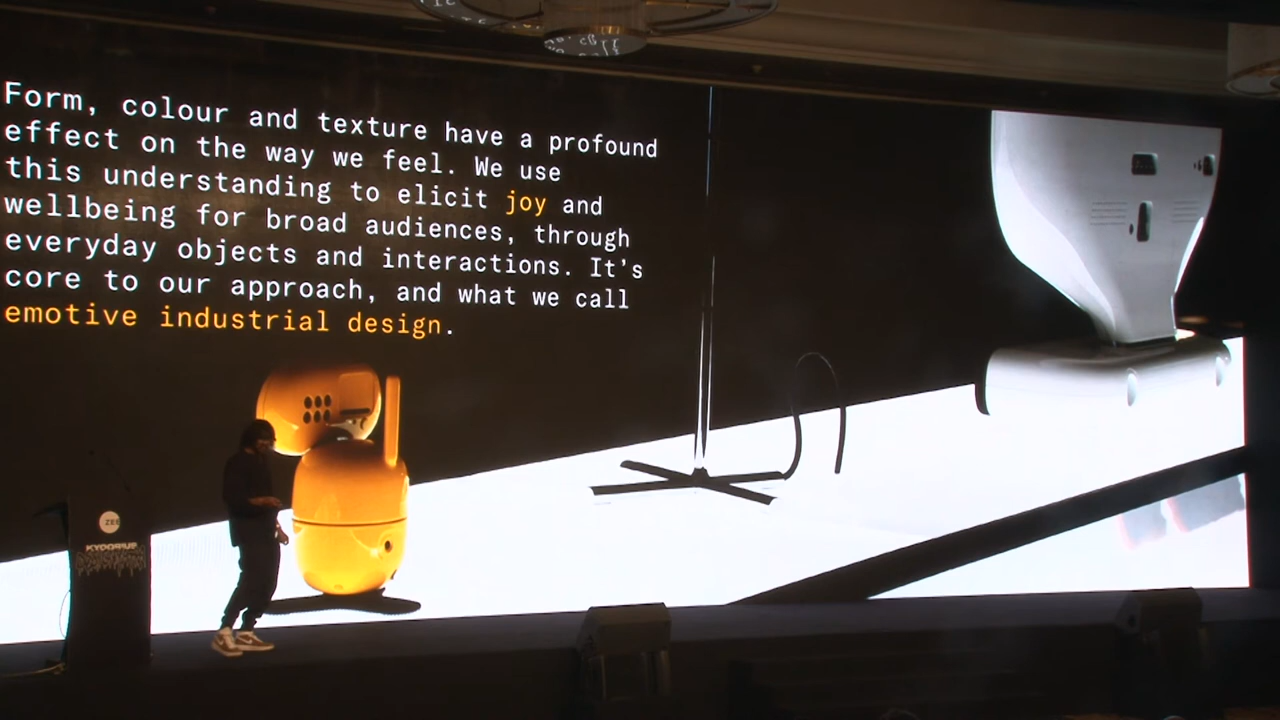 Form, colour and texture have a profound
effect on the way we feel. We use
this understanding to elicit joy and
wellbeing for broad audiences, through
everyday objects and interactions. It's
core to our approach, and what we call
emotive industrial design.
ZEE
KYOORIUS